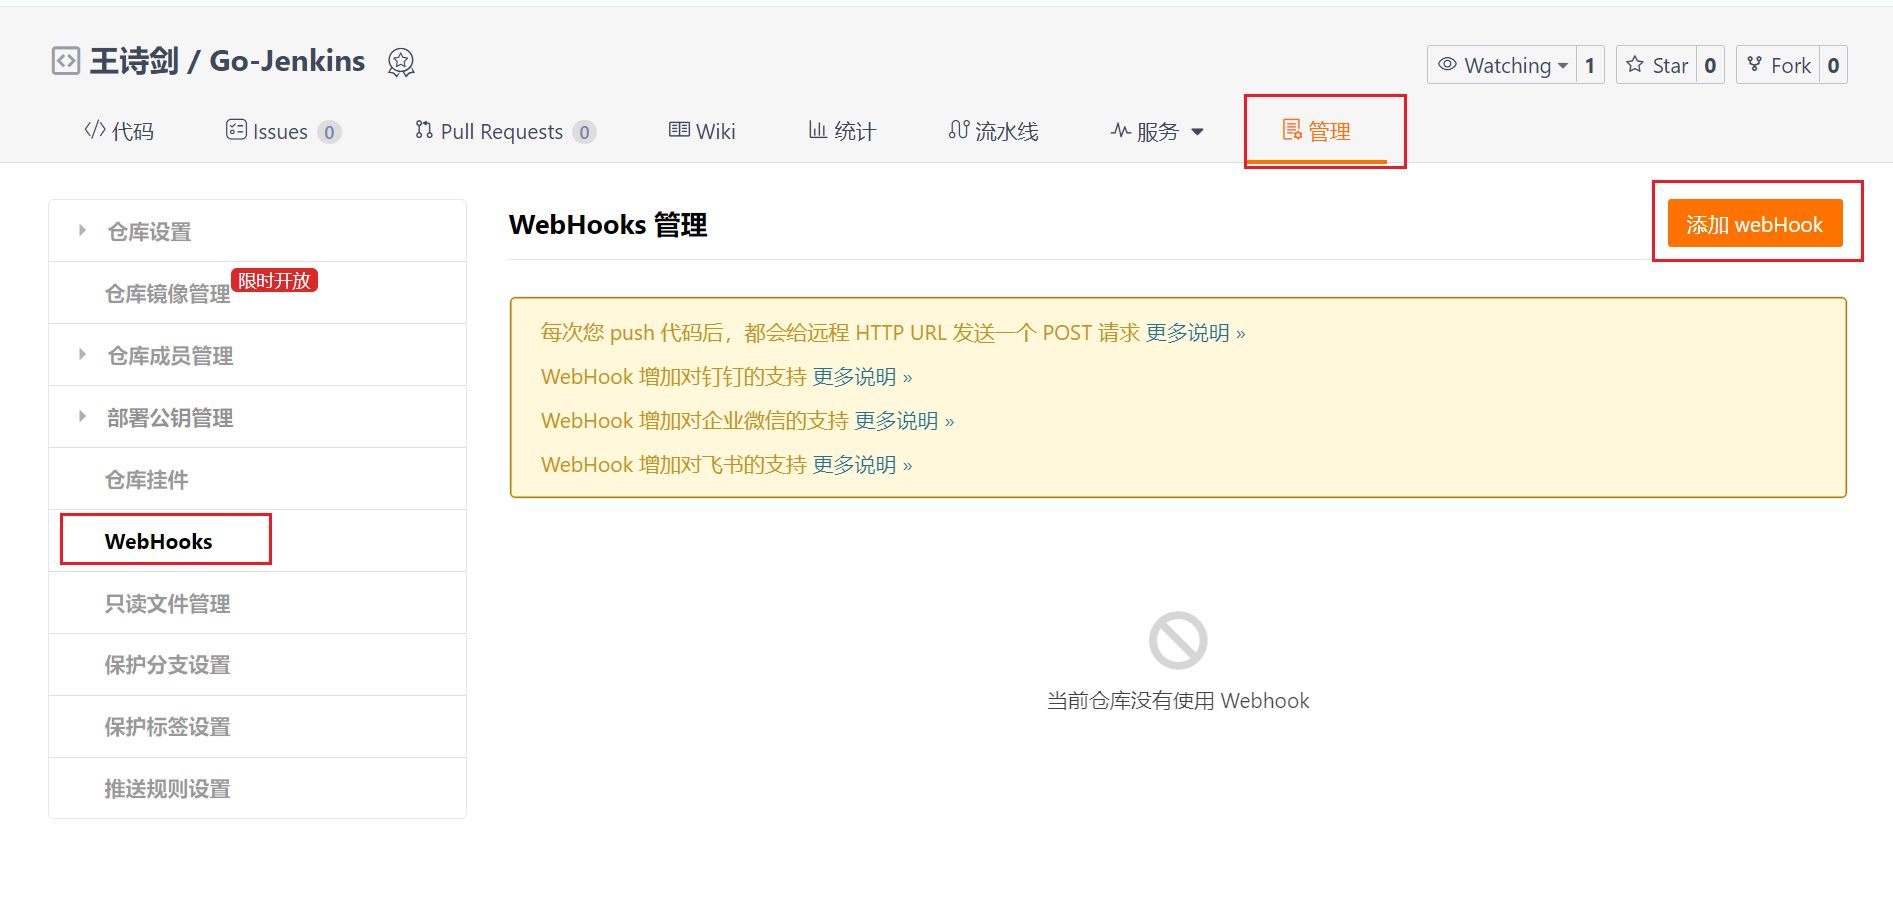 王诗剑 / Go-Jenkins
Watching 1 Star 0 Fork 0
代码 Issues 0 Pull Requests 0 Wiki 统计 流水线 服务 管理
仓库设置
仓库镜像管理 限时开放
仓库成员管理
部署公钥管理
仓库挂件
WebHooks
只读文件管理
保护分支设置
保护标签设置
推送规则设置
WebHooks 管理
添加 webHook
每次您 push 代码后，都会给远程 HTTP URL 发送一个 POST 请求 更多说明 »
WebHook 增加对钉钉的支持 更多说明 »
WebHook 增加对企业微信的支持 更多说明 »
WebHook 增加对飞书的支持 更多说明 »
当前仓库没有使用 Webhook